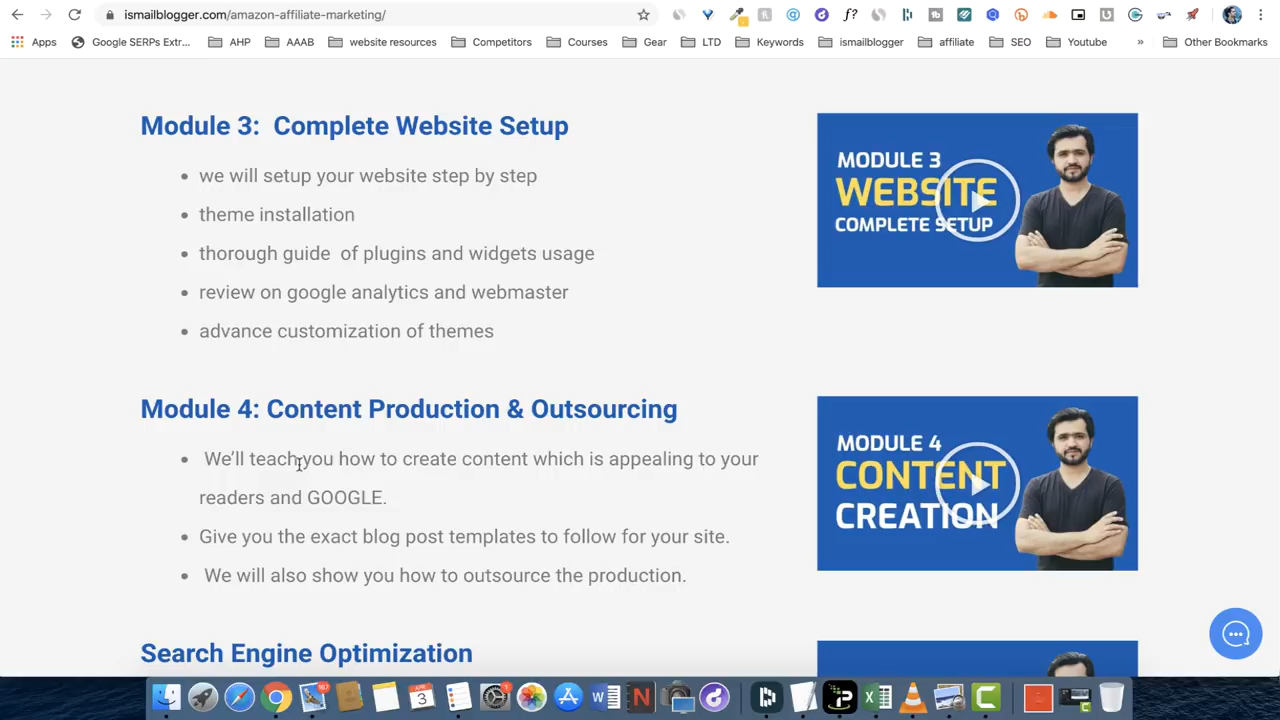 ismailblogger.com/amazon-affiliate-marketing/
Apps
Google SERPs Extr...
AHP
AAAB
website resources
Competitors
Courses
Gear
LTD
Keywords
ismailblogger
affiliate
SEO
Youtube
»
Other Bookmarks
Module 3:  Complete Website Setup
• we will setup your website step by step
• theme installation
• thorough guide  of plugins and widgets usage
• review on google analytics and webmaster
• advance customization of themes
MODULE 3
WEBSITE
COMPLETE SETUP
Module 4: Content Production & Outsourcing
• We'll teach you how to create content which is appealing to your
readers and GOOGLE.
• Give you the exact blog post templates to follow for your site.
• We will also show you how to outsource the production.
MODULE 4
CONTENT
CREATION
Search Engine Optimization
APR
3